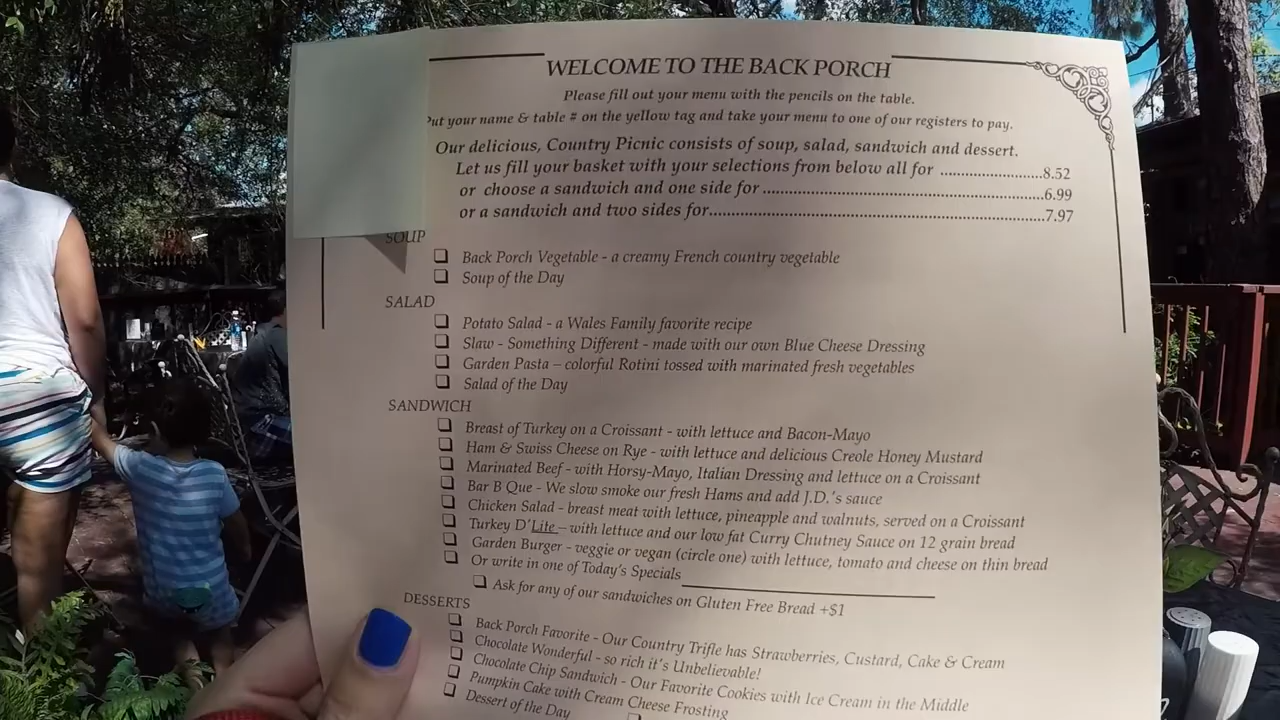 WELCOME TO THE BACK PORCH
Please fill out your menu with the pencils on the table.
Put your name & table # on the yellow tag and take your menu to one of our registers to pay.
Our delicious, Country Picnic consists of soup, salad, sandwich and dessert.
Let us fill your basket with your selections from below all for ........................8.52
or choose a sandwich and one side for ....................................................................6.99
or a sandwich and two sides for................................................................................7.97
SOUP
❑ Back Porch Vegetable - a creamy French country vegetable
❑ Soup of the Day
SALAD
❑ Potato Salad - a Wales Family favorite recipe
❑ Slaw - Something Different - made with our own Blue Cheese Dressing
❑ Garden Pasta – colorful Rotini tossed with marinated fresh vegetables
❑ Salad of the Day
SANDWICH
❑ Breast of Turkey on a Croissant - with lettuce and Bacon-Mayo
❑ Ham & Swiss Cheese on Rye - with lettuce and delicious Creole Honey Mustard
❑ Marinated Beef - with Horsy-Mayo, Italian Dressing and lettuce on a Croissant
❑ Bar B Que - We slow smoke our fresh Hams and add J.D.'s sauce
❑ Chicken Salad - breast meat with lettuce, pineapple and walnuts, served on a Croissant
❑ Turkey D'Lite – with lettuce and our low fat Curry Chutney Sauce on 12 grain bread
❑ Garden Burger - veggie or vegan (circle one) with lettuce, tomato and cheese on thin bread
❑ Or write in one of Today's Specials
❑ Ask for any of our sandwiches on Gluten Free Bread +$1
DESSERTS
❑ Back Porch Favorite - Our Country Trifle has Strawberries, Custard, Cake & Cream
❑ Chocolate Wonderful - so rich it's Unbelievable!
❑ Chocolate Chip Sandwich - Our Favorite Cookies with Ice Cream in the Middle
❑ Pumpkin Cake with Cream Cheese Frosting
❑ Dessert of the Day